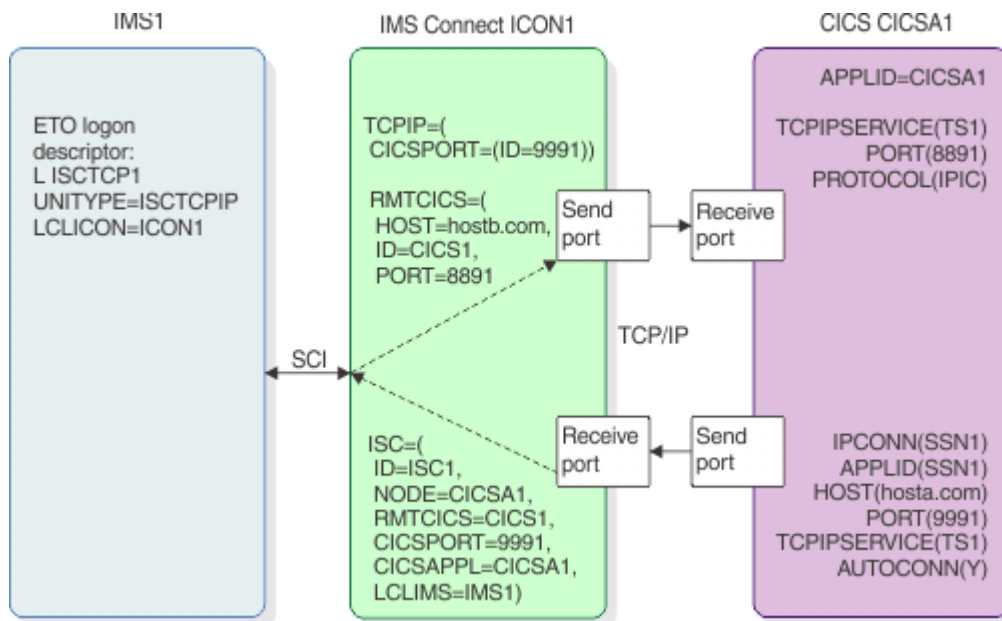 IMS1
IMS Connect ICON1
CICS CICSA1
ETO logon
descriptor:
L ISCTCP1
UNITYPE=ISCTCPIP
LCLICON=ICON1
SCI
TCPIP=(
CICSPORT=(ID=9991))
RMTCICS=(
HOST=hostb.com,
ID=CICS1,
PORT=8891
Send
port
Receive
port
TCP/IP
ISC=(
ID=ISC1,
NODE=CICSA1,
RMTCICS=CICS1,
CICSPORT=9991,
CICSAPPL=CICSA1,
LCLIMS=IMS1)
Receive
port
Send
port
APPLID=CICSA1
TCPIPSERVICE(TS1)
PORT(8891)
PROTOCOL(IPIC)
IPCONN(SSN1)
APPLID(SSN1)
HOST(hosta.com)
PORT(9991)
TCPIPSERVICE(TS1)
AUTOCONN(Y)